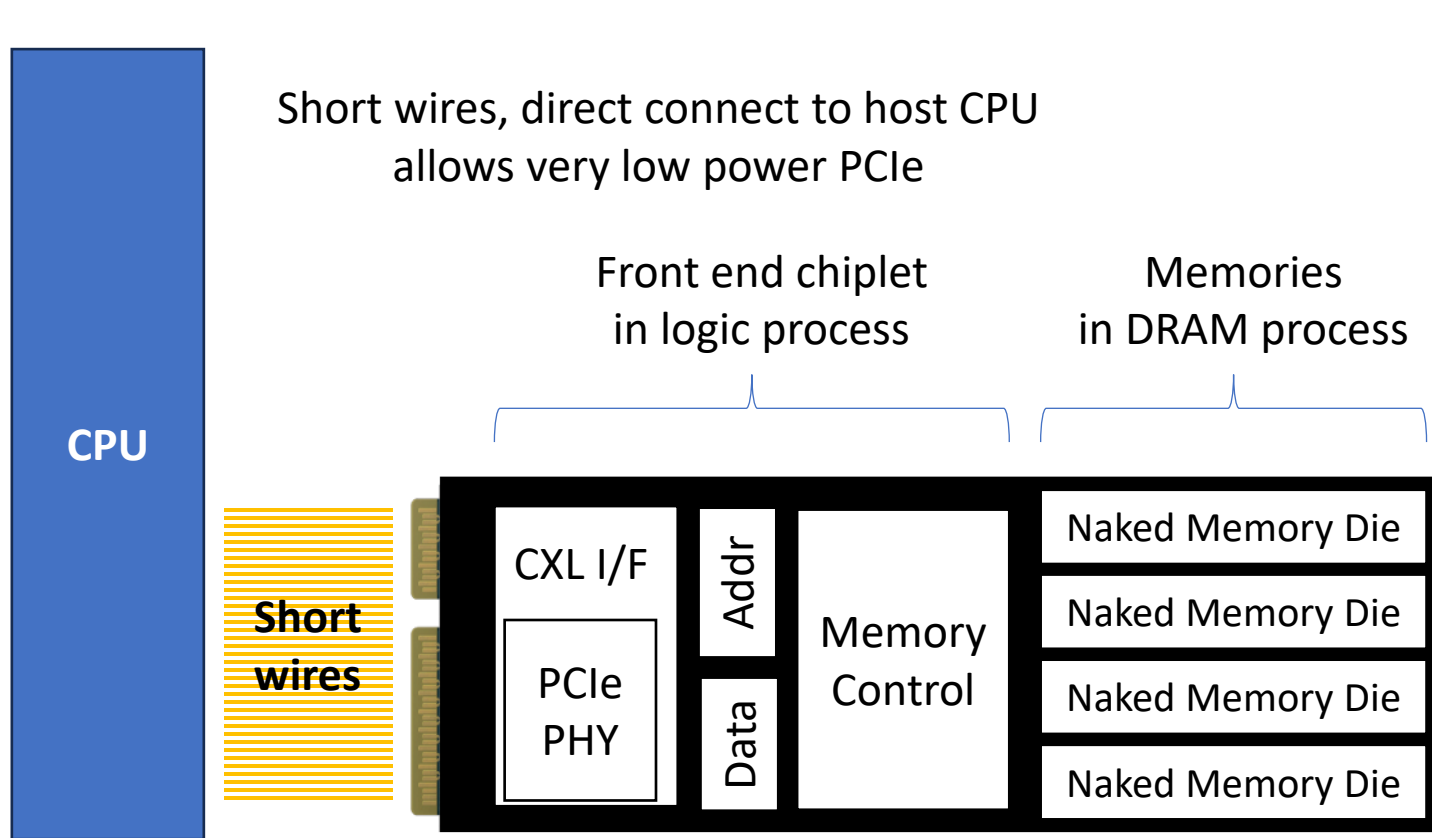 Short wires, direct connect to host CPU
allows very low power PCIe
Front end chiplet
in logic process
Memories
in DRAM process
CPU
Short
wires
CXL I/F
PCIe
PHY
Addr
Data
Memory
Control
Naked Memory Die
Naked Memory Die
Naked Memory Die
Naked Memory Die